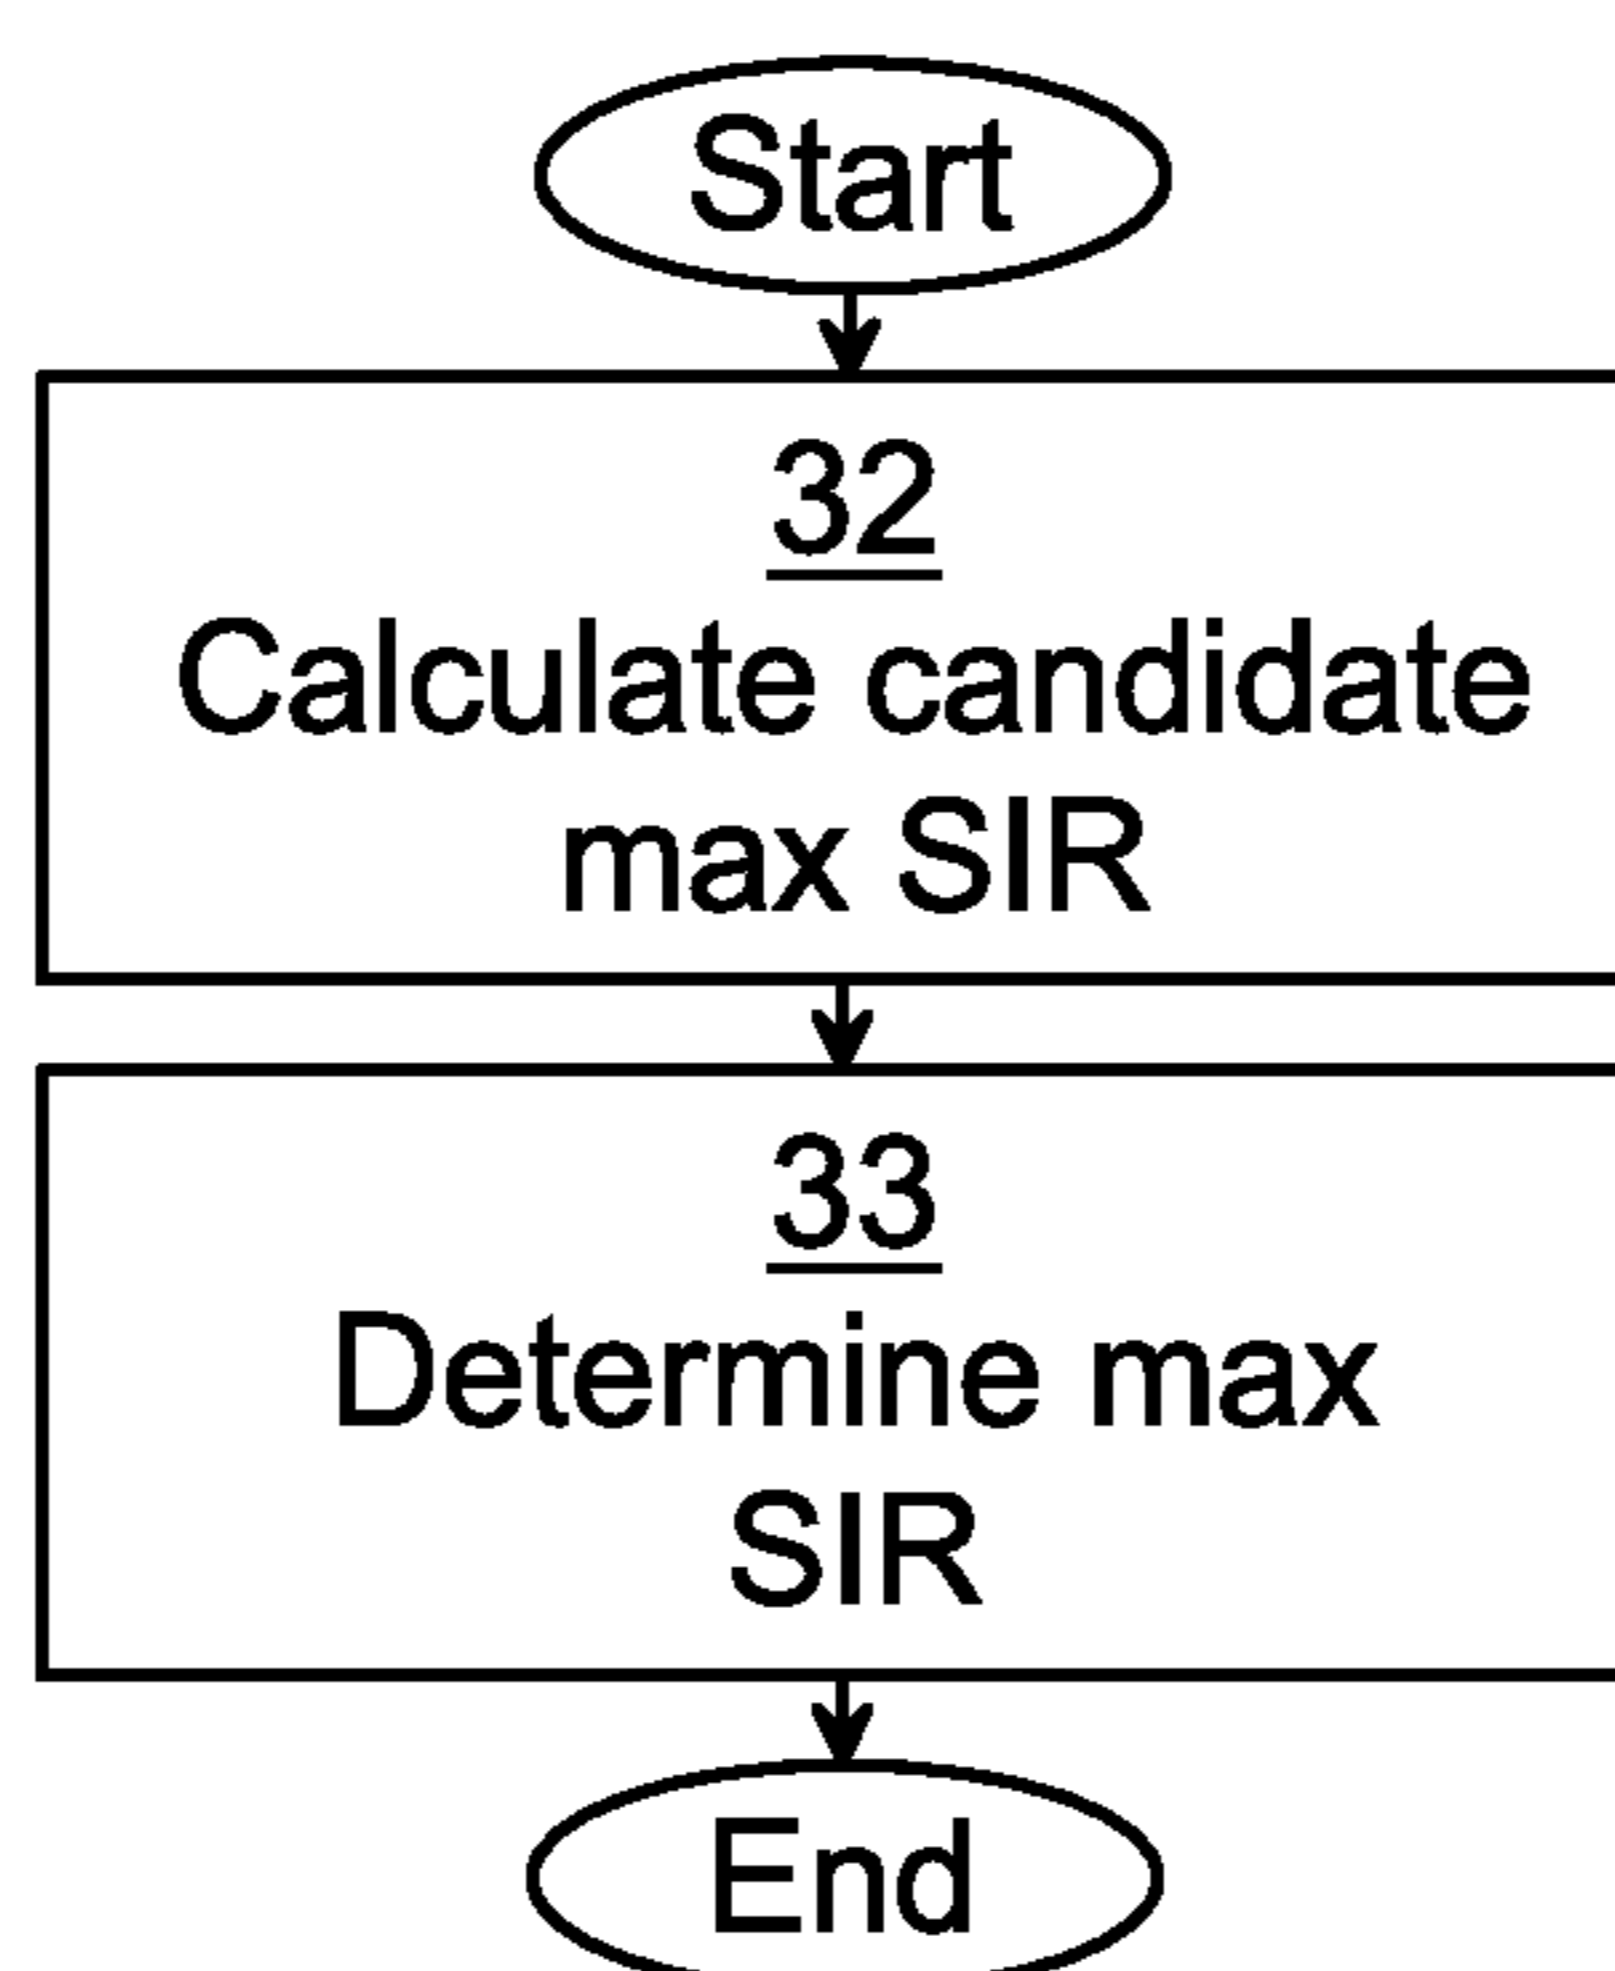 Start
32
Calculate candidate
max SIR
33
Determine max
SIR
End